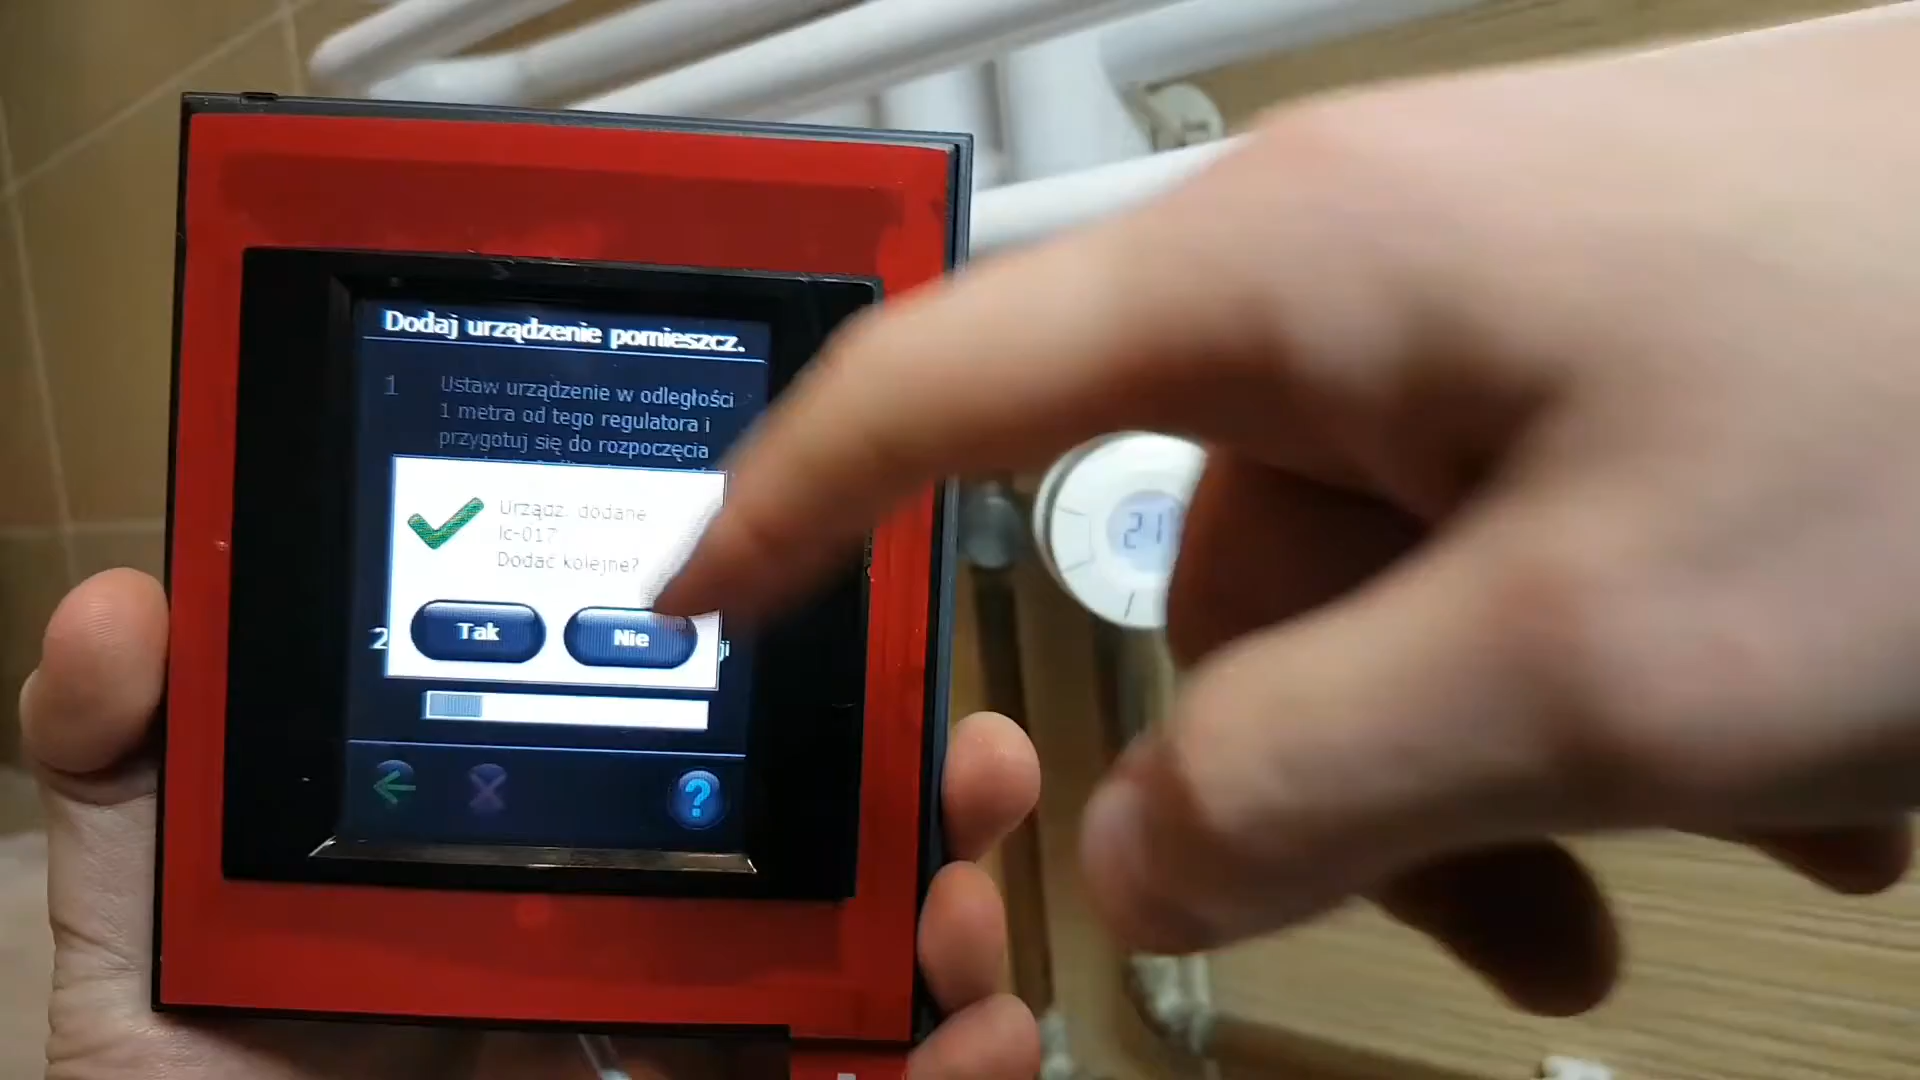 Dodaj urządzenie pomieszcz.
1 Ustaw urządzenie w odległości
1 metra od tego regulatora i
przygotuj się do rozpoczęcia
Urządz. dodane
lc-017
Dodać kolejne?
Tak
Nie
2
?
21